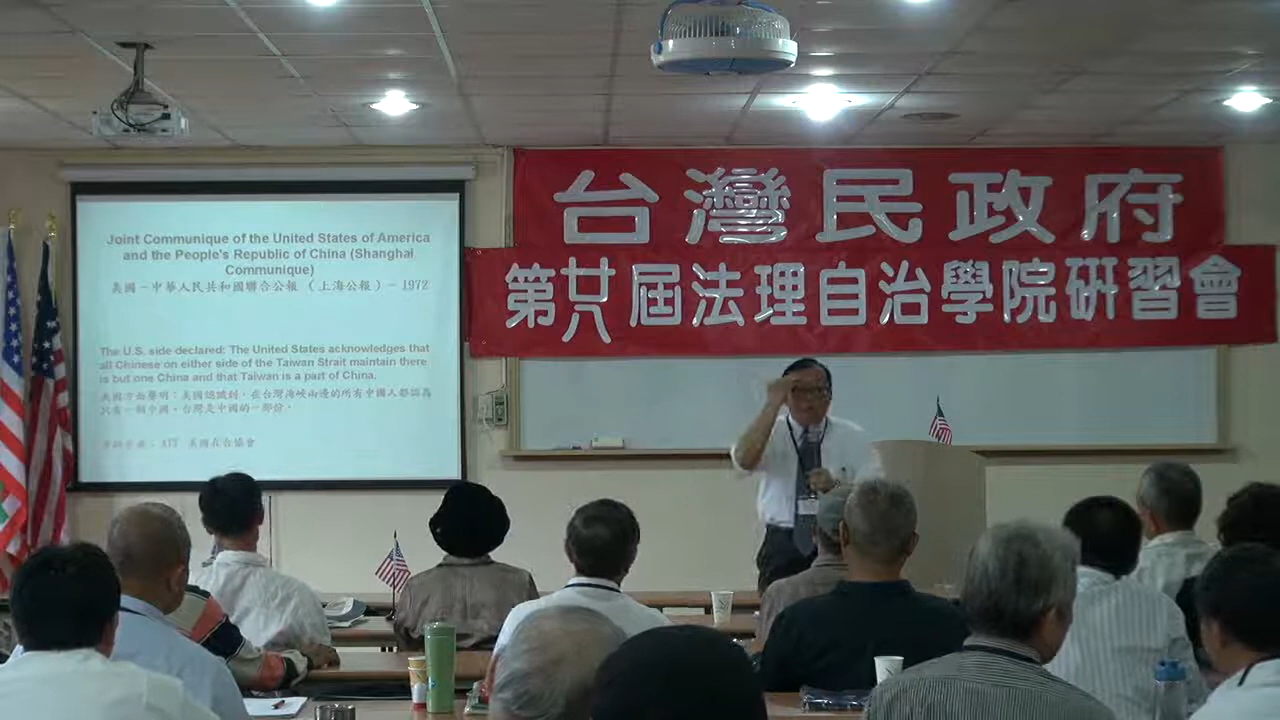 台灣民政府
第廿八屆法理自治學院研習會
Joint Communique of the United States of America
and the People's Republic of China (Shanghai
Communique)
美國－中華人民共和國聯合公報（上海公報）－1972
The U.S. side declared: The United States acknowledges that
all Chinese on either side of the Taiwan Strait maintain there
is but one China and that Taiwan is a part of China.
美國方面聲明：美國認識到，在台灣海峽兩邊的所有中國人都認為
只有一個中國，台灣是中國的一部份。
AIT 美國在台協會